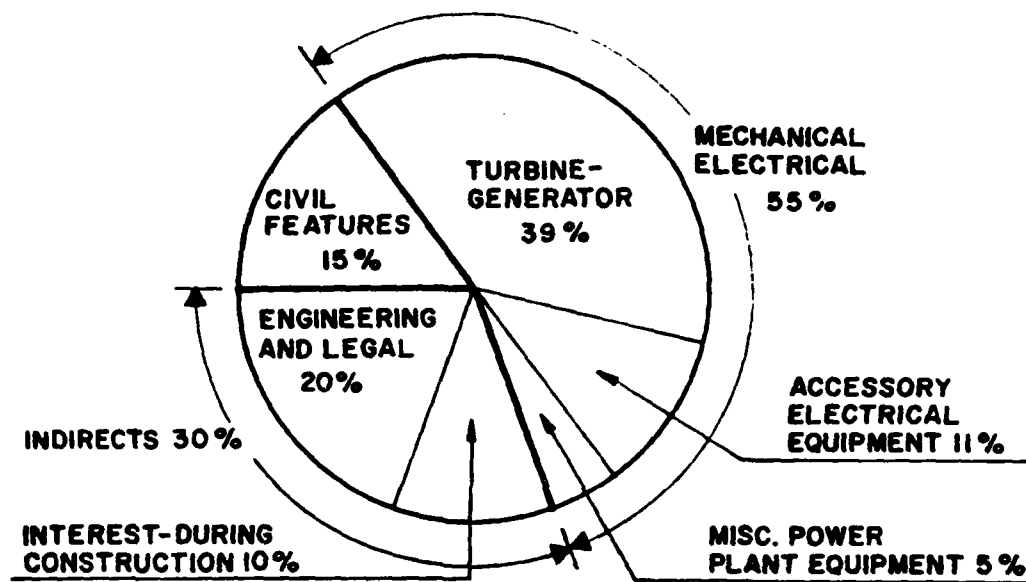 MECHANICAL
ELECTRICAL
55%
TURBINE-
GENERATOR
39%
CIVIL
FEATURES
15%
ENGINEERING
AND LEGAL
20%
ACCESSORY
ELECTRICAL
EQUIPMENT 11%
INDIRECTS 30%
INTEREST-DURING
CONSTRUCTION 10%
MISC. POWER
PLANT EQUIPMENT 5%